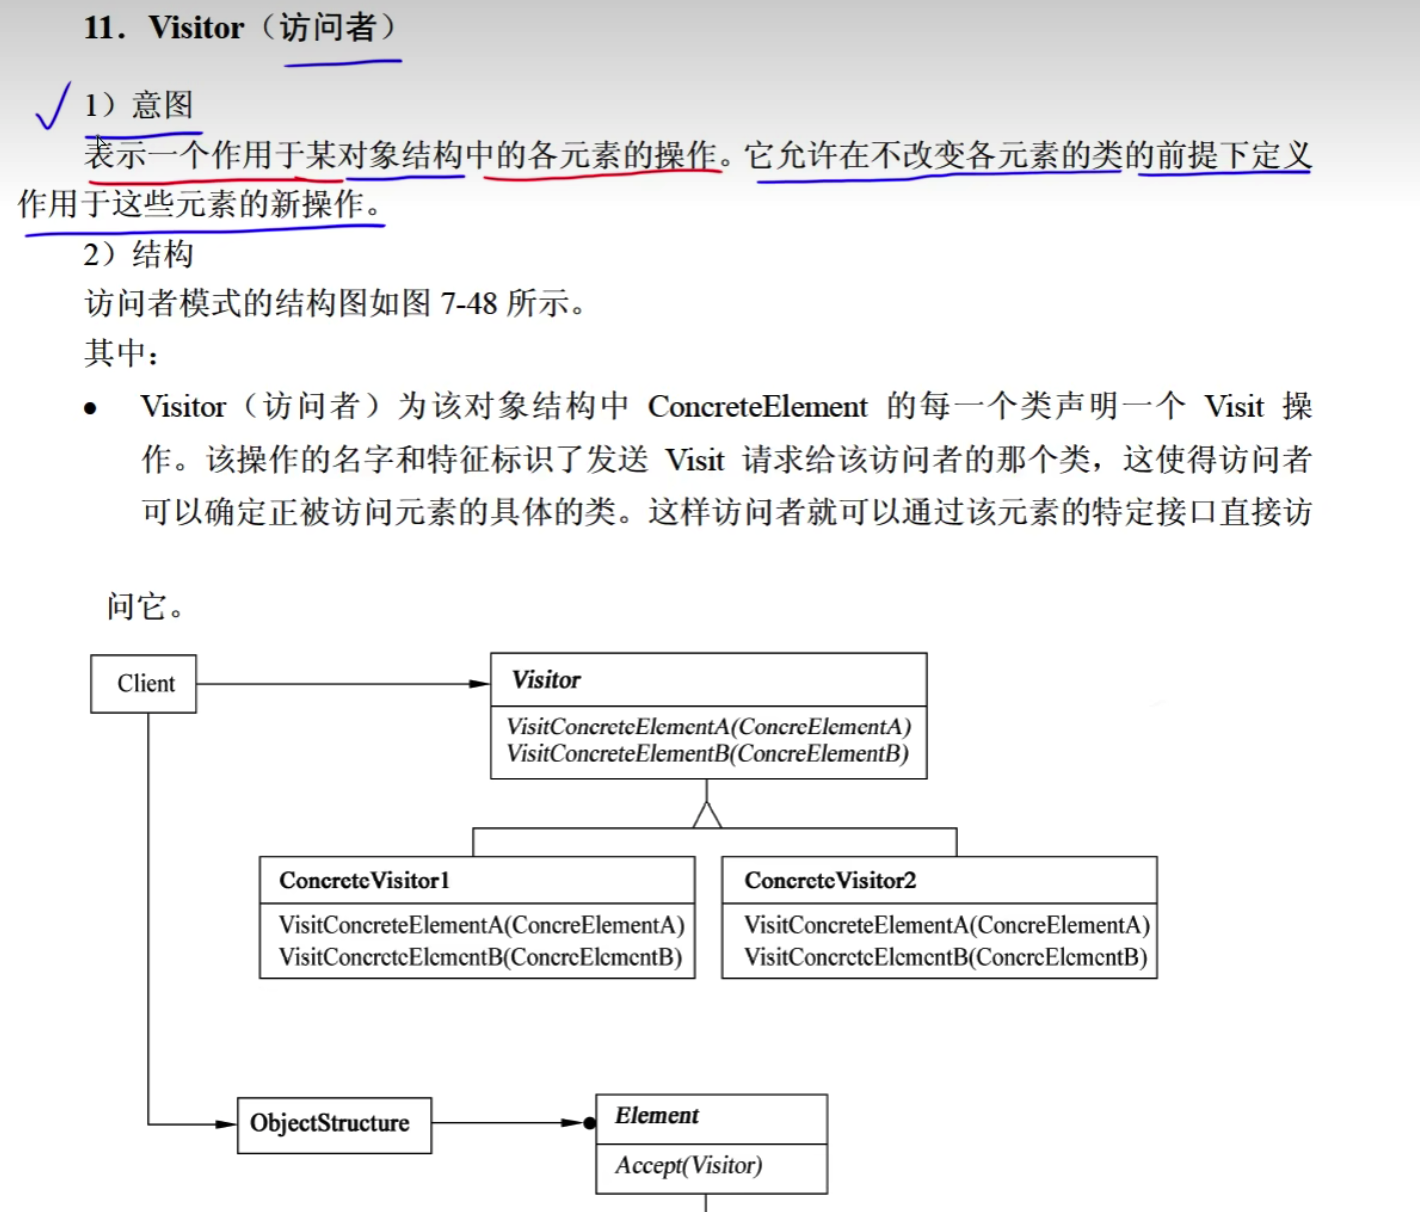 11．Visitor（访问者）
1）意图
表示一个作用于某对象结构中的各元素的操作。它允许在不改变各元素的类的前提下定义
作用于这些元素的新操作。
2）结构
访问者模式的结构图如图 7-48 所示。
其中：
● Visitor（访问者）为该对象结构中 ConcreteElement 的每一个类声明一个 Visit 操
作。该操作的名字和特征标识了发送 Visit 请求给该访问者的那个类，这使得访问者
可以确定正被访问元素的具体的类。这样访问者就可以通过该元素的特定接口直接访
问它。
Client
Visitor
VisitConcreteElementA(ConcreElementA)
VisitConcreteElementB(ConcreElementB)
ConcreteVisitor1
VisitConcreteElementA(ConcreElementA)
VisitConcreteElementB(ConcreElementB)
ConcreteVisitor2
VisitConcreteElementA(ConcreElementA)
VisitConcreteElementB(ConcreElementB)
ObjectStructure
Element
Accept(Visitor)